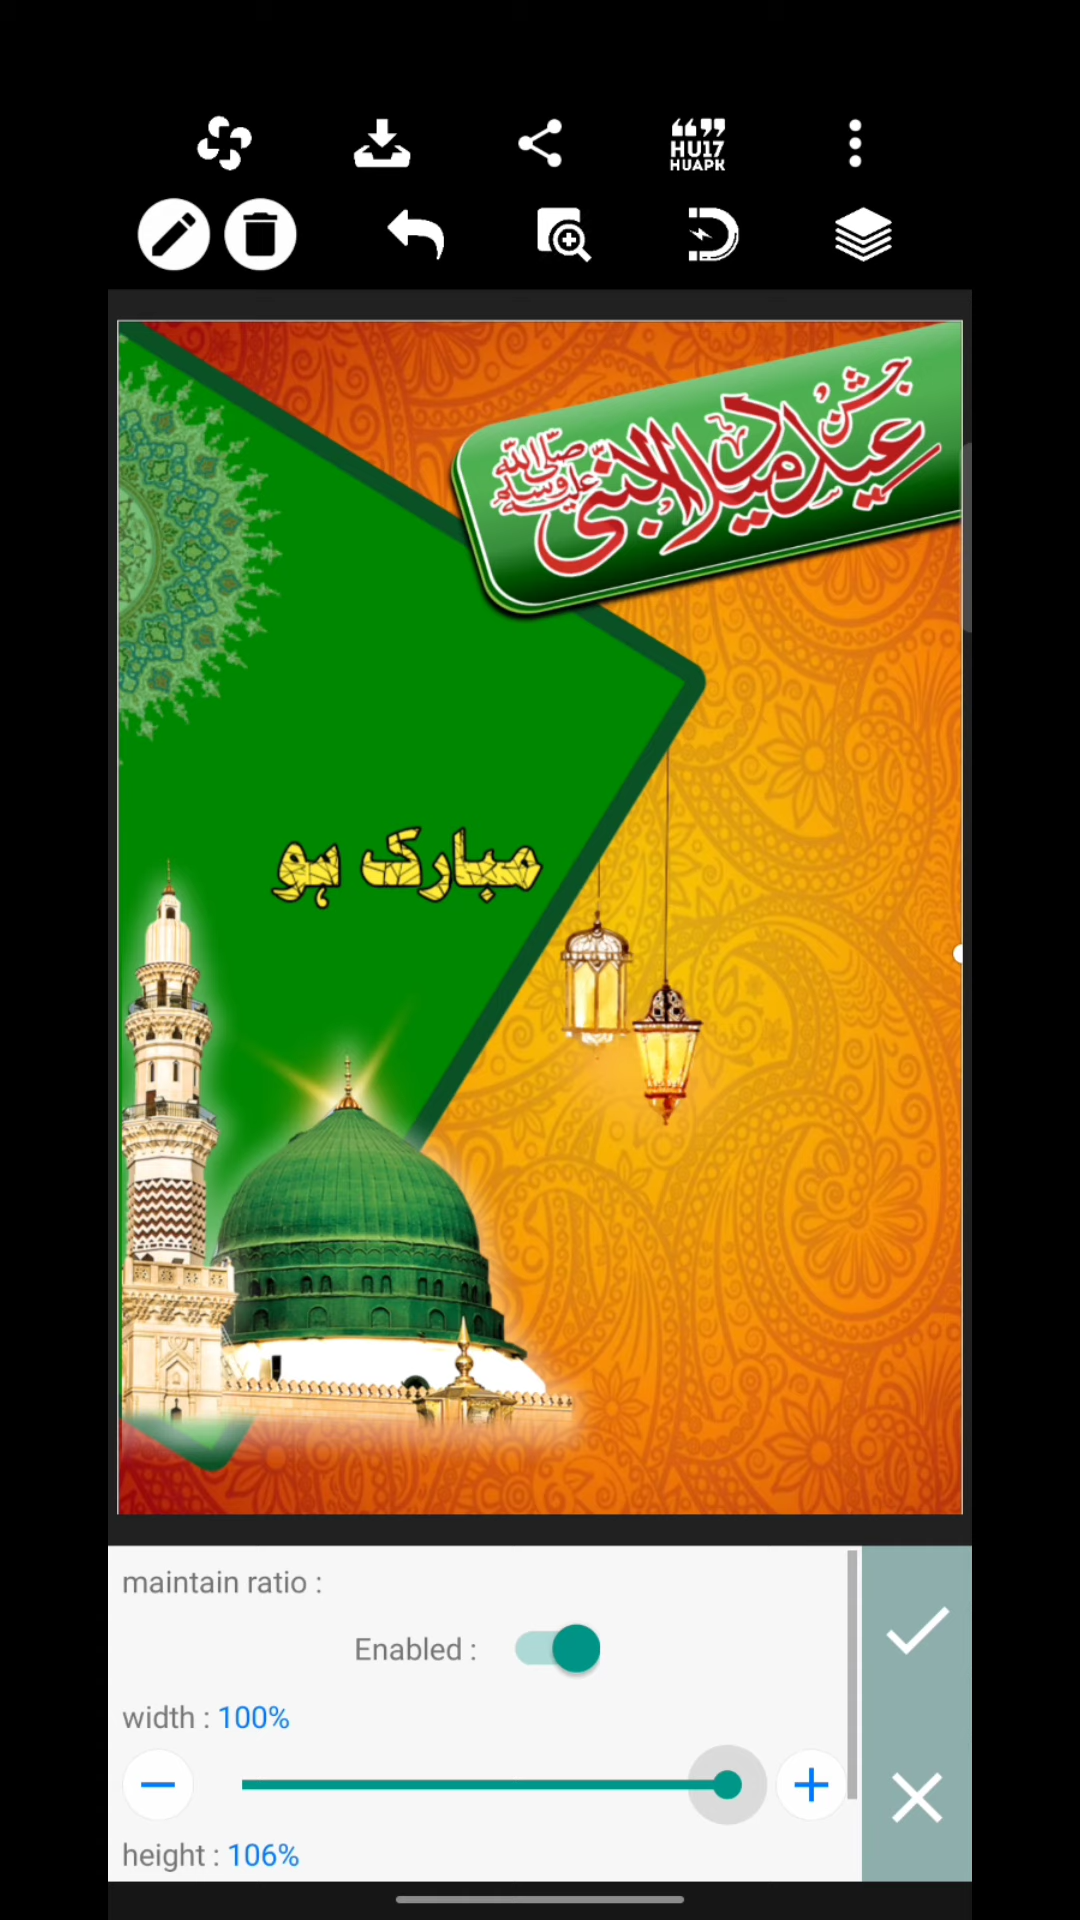 ❝❞
HU17
HUAPK
جشن
عید میلاد النبی
صلی اللہ
علیہ وسلم
مبارک ہو
maintain ratio :
Enabled :
width : 100%
height : 106%